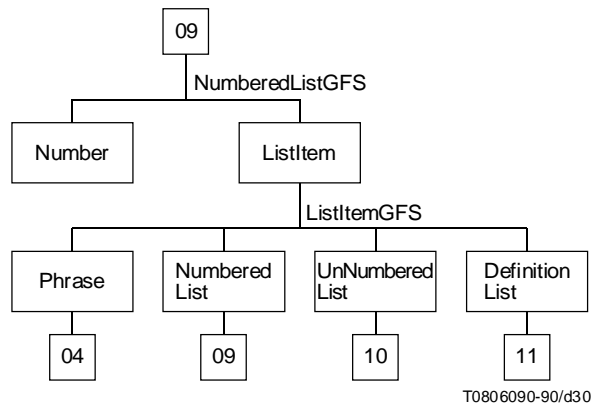 09
NumberedListGFS
Number
ListItem
ListItemGFS
Phrase
Numbered
List
UnNumbered
List
Definition
List
04
09
10
11
T0806090-90/d30